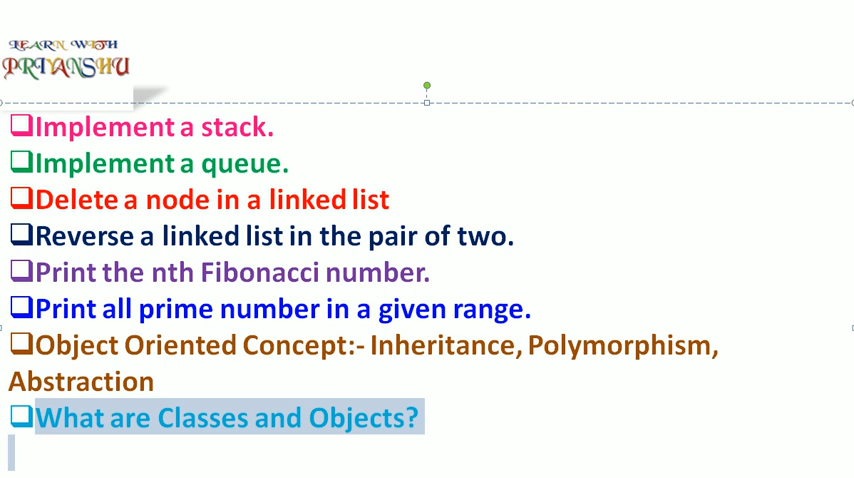 LEARN WITH
PRIYANSHU
❑Implement a stack.
❑Implement a queue.
❑Delete a node in a linked list
❑Reverse a linked list in the pair of two.
❑Print the nth Fibonacci number.
❑Print all prime number in a given range.
❑Object Oriented Concept:- Inheritance, Polymorphism,
Abstraction
❑What are Classes and Objects?